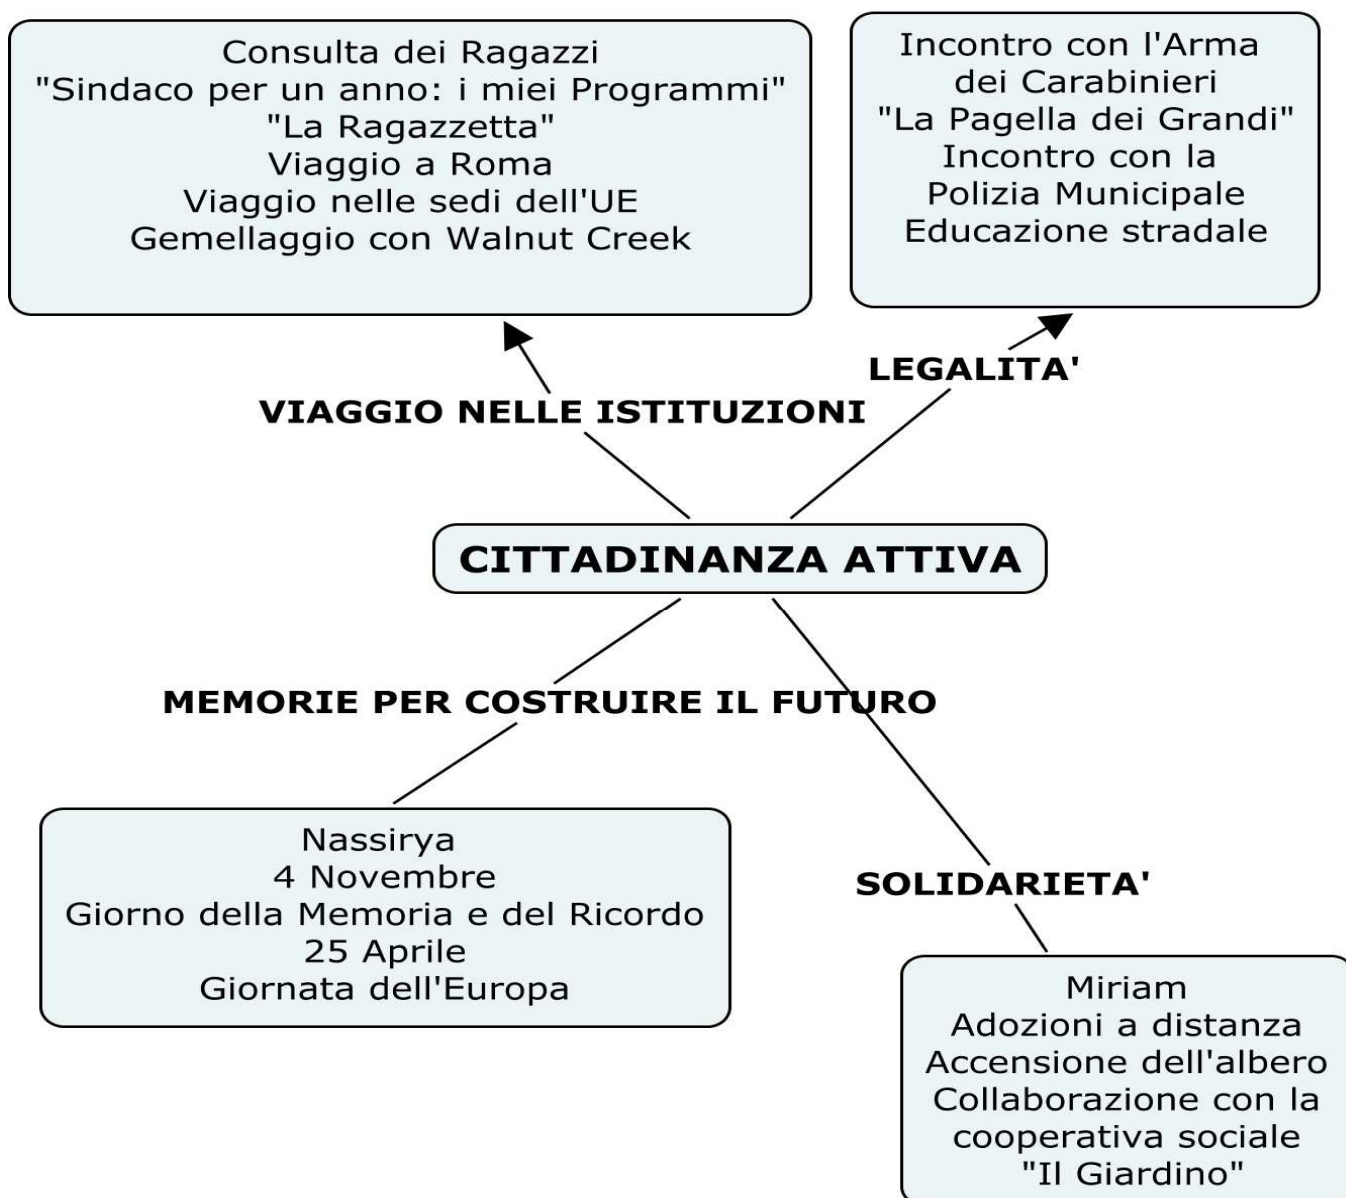 Consulta dei Ragazzi
"Sindaco per un anno: i miei Programmi"
"La Ragazzetta"
Viaggio a Roma
Viaggio nelle sedi dell'UE
Gemellaggio con Walnut Creek
Incontro con l'Arma
dei Carabinieri
"La Pagella dei Grandi"
Incontro con la
Polizia Municipale
Educazione stradale
LEGALITA'
VIAGGIO NELLE ISTITUZIONI
CITTADINANZA ATTIVA
MEMORIE PER COSTRUIRE IL FUTURO
Nassirya
4 Novembre
Giorno della Memoria e del Ricordo
25 Aprile
Giornata dell'Europa
SOLIDARIETA'
Miriam
Adozioni a distanza
Accensione dell'albero
Collaborazione con la
cooperativa sociale
"Il Giardino"